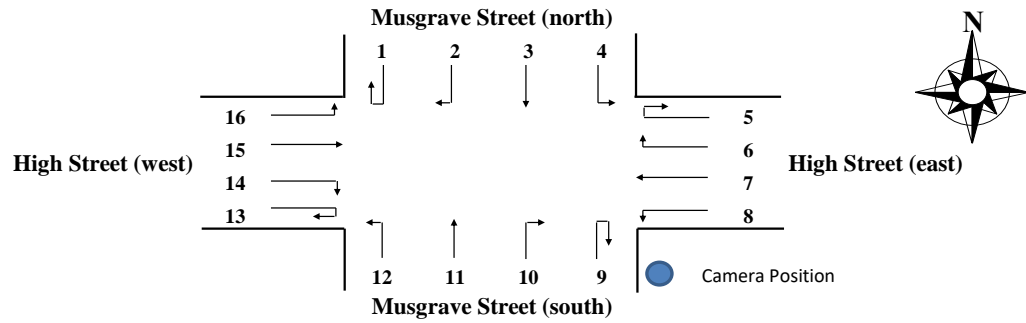 Musgrave Street (north)
N
1 2 3 4
16 5
15 6
High Street (west) High Street (east)
14 7
13 8
12 11 10 9 Camera Position
Musgrave Street (south)